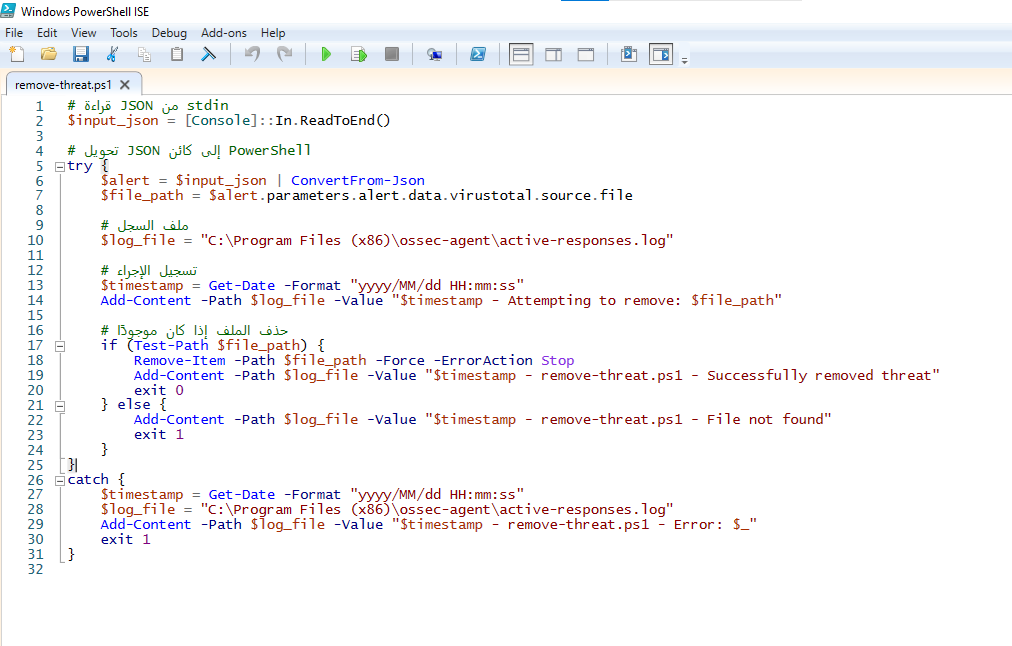 Windows PowerShell ISE
File Edit View Tools Debug Add-ons Help
remove-threat.ps1
1 # قراءة JSON من stdin
2 $input_json = [Console]::In.ReadToEnd()
3
4 # تحويل JSON إلى كائن PowerShell
5 try {
6 $alert = $input_json | ConvertFrom-Json
7 $file_path = $alert.parameters.alert.data.virustotal.source.file
8
9 # ملف السجل
10 $log_file = "C:\Program Files (x86)\ossec-agent\active-responses.log"
11
12 # تسجيل الإجراء
13 $timestamp = Get-Date -Format "yyyy/MM/dd HH:mm:ss"
14 Add-Content -Path $log_file -Value "$timestamp - Attempting to remove: $file_path"
15
16 # حذف الملف إذا كان موجودًا
17 if (Test-Path $file_path) {
18 Remove-Item -Path $file_path -Force -ErrorAction Stop
19 Add-Content -Path $log_file -Value "$timestamp - remove-threat.ps1 - Successfully removed threat"
20 exit 0
21 } else {
22 Add-Content -Path $log_file -Value "$timestamp - remove-threat.ps1 - File not found"
23 exit 1
24 }
25 }
26 catch {
27 $timestamp = Get-Date -Format "yyyy/MM/dd HH:mm:ss"
28 $log_file = "C:\Program Files (x86)\ossec-agent\active-responses.log"
29 Add-Content -Path $log_file -Value "$timestamp - remove-threat.ps1 - Error: $_"
30 exit 1
31 }
32